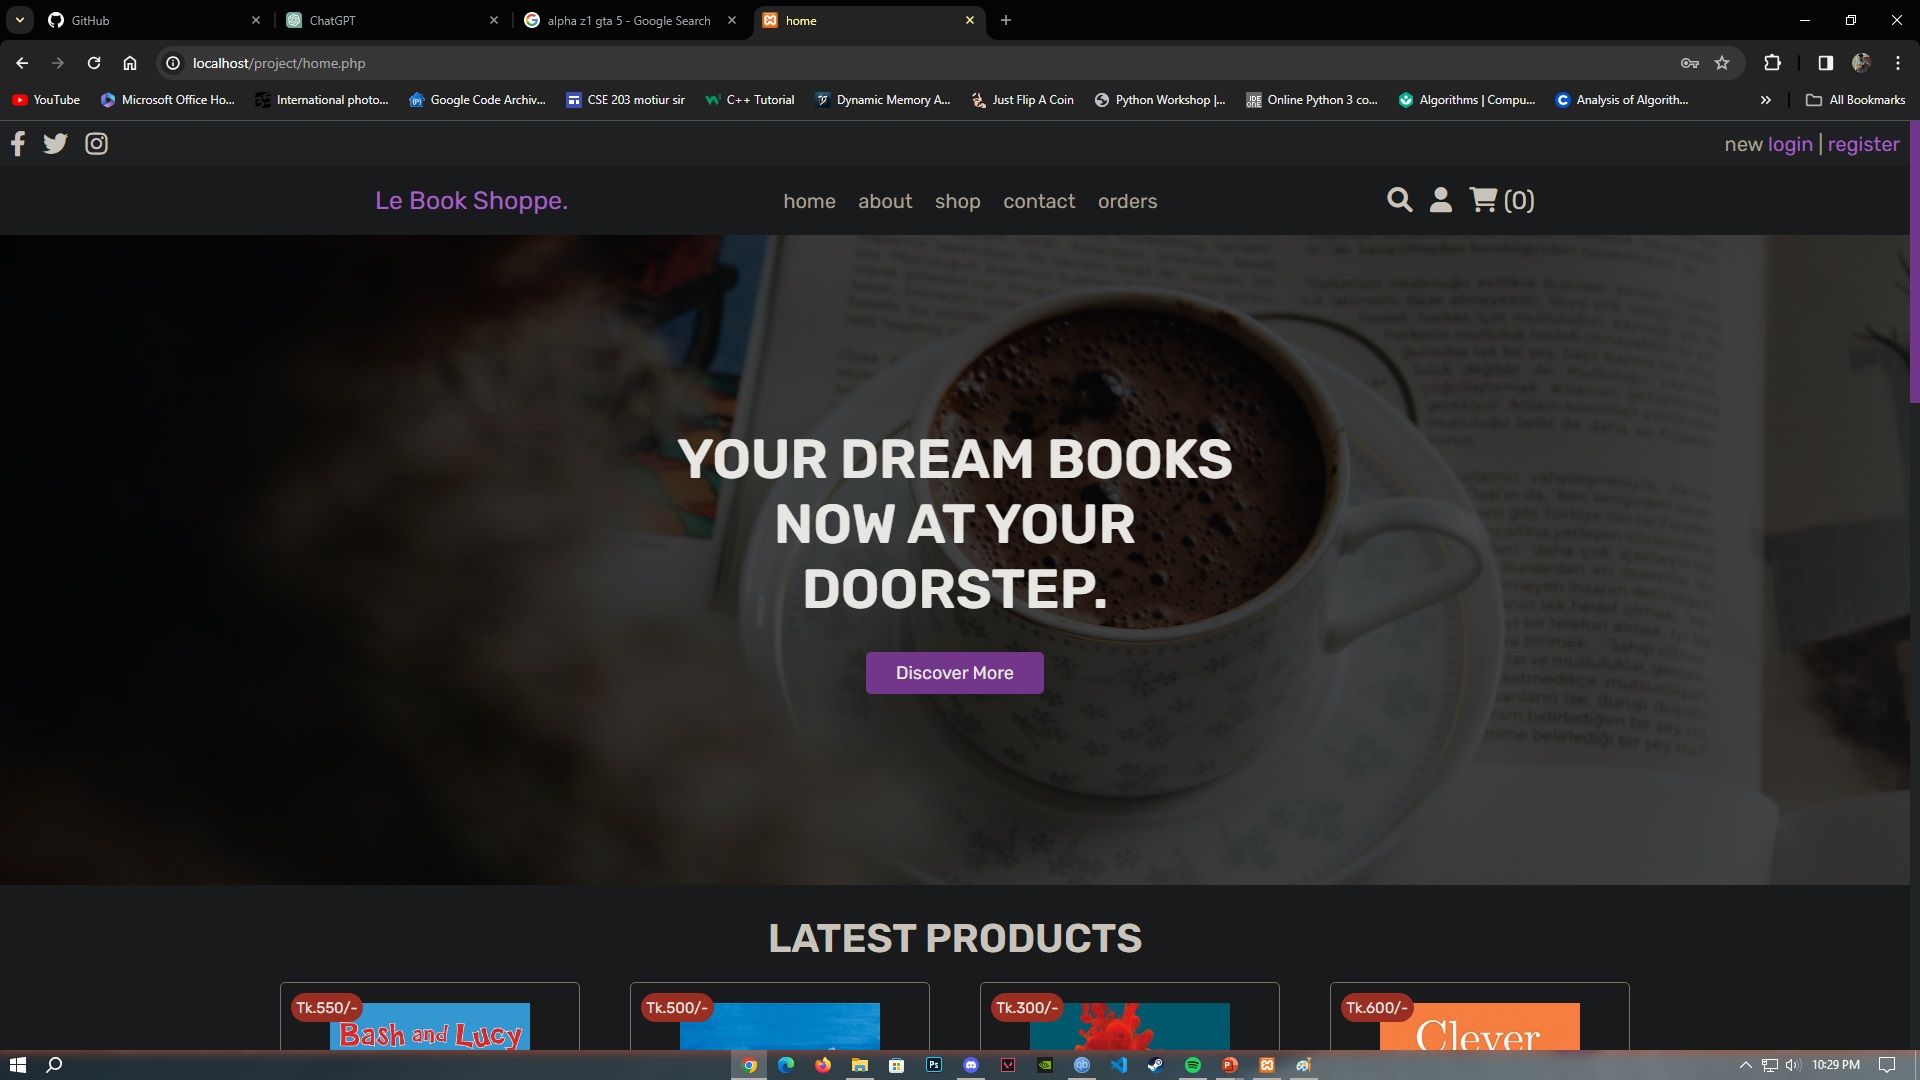 GitHub
ChatGPT
alpha z1 gta 5 - Google Search
home
localhost/project/home.php
YouTube
Microsoft Office Ho...
International photo...
Google Code Archiv...
CSE 203 motiur sir
C++ Tutorial
Dynamic Memory A...
Just Flip A Coin
Python Workshop |...
Online Python 3 co...
Algorithms | Compu...
Analysis of Algorith...
All Bookmarks
new login | register
Le Book Shoppe.
home about shop contact orders
(0)
YOUR DREAM BOOKS
NOW AT YOUR
DOORSTEP.
Discover More
LATEST PRODUCTS
Tk.550/-
Tk.500/-
Tk.300/-
Tk.600/-
Bash and Lucy
Clever
10:29 PM